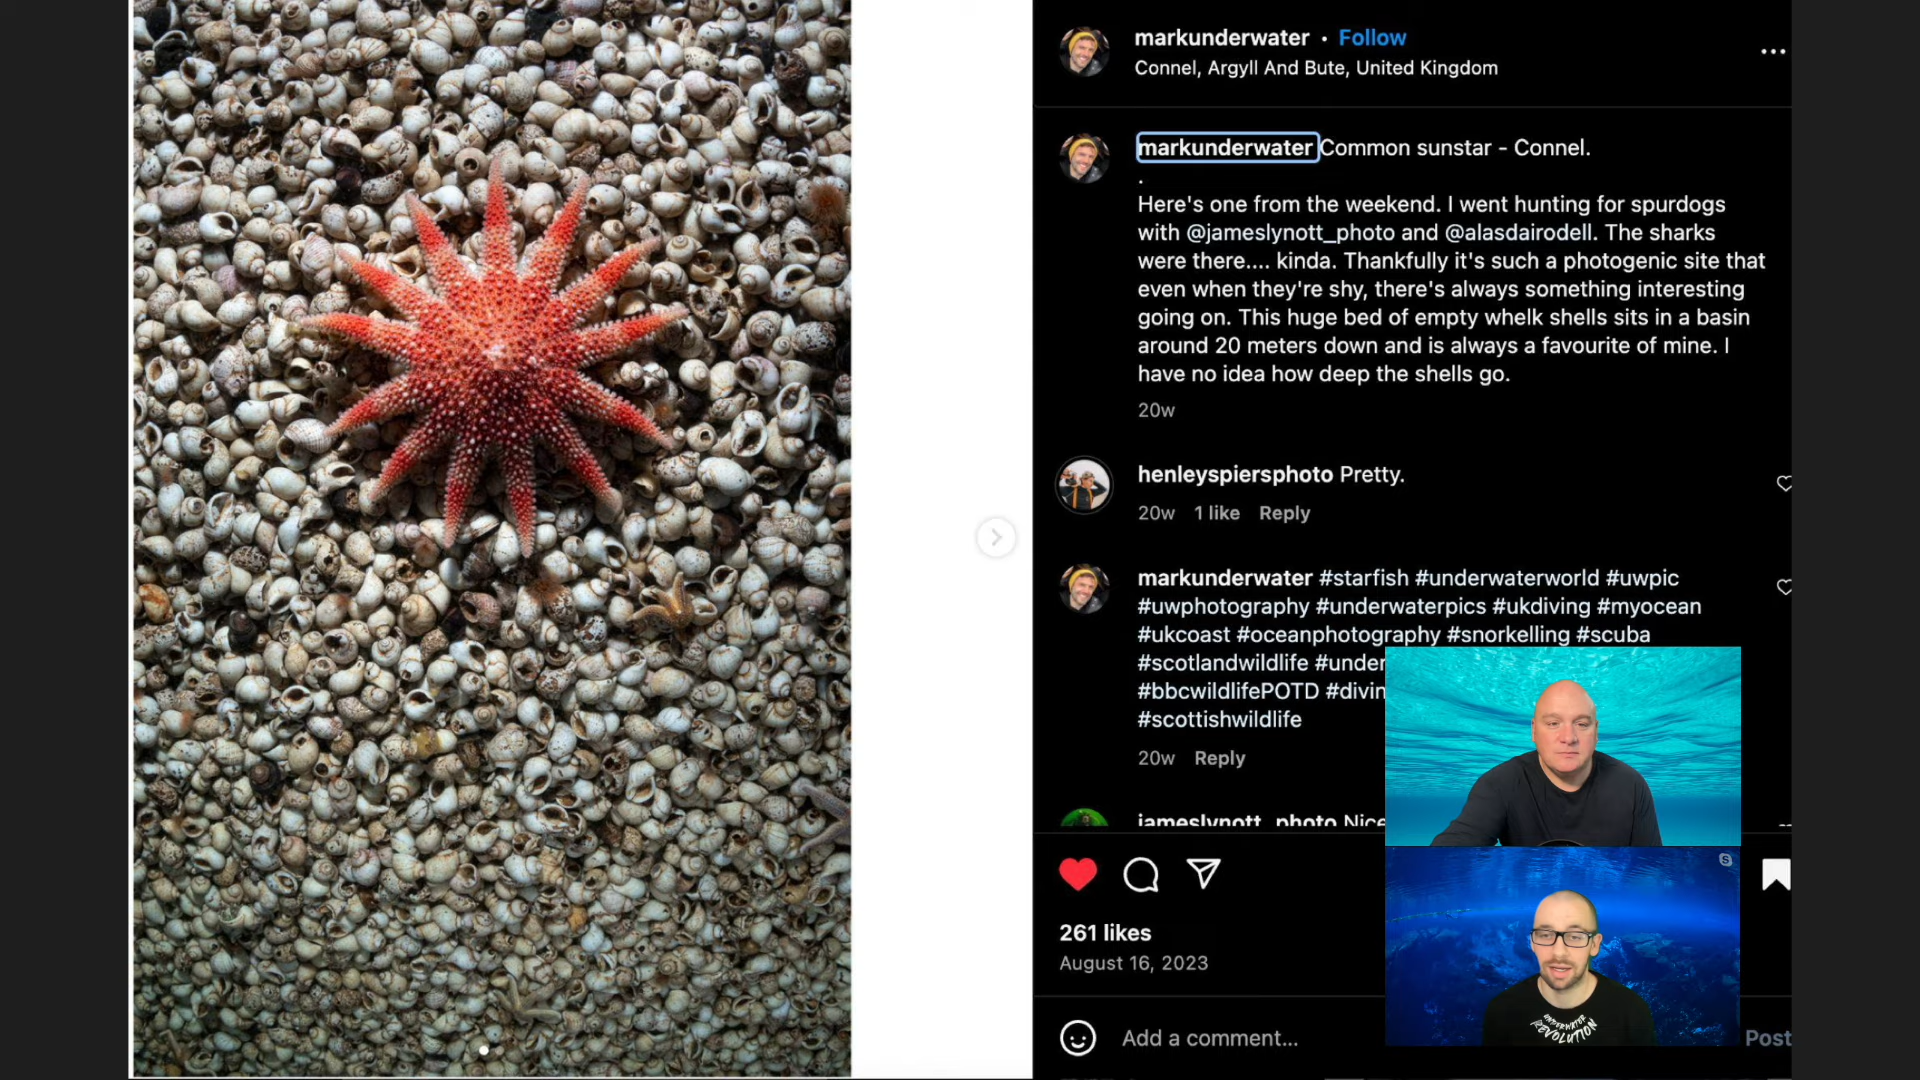 markunderwater • Follow
Connel, Argyll And Bute, United Kingdom
markunderwater Common sunstar - Connel.
.
Here's one from the weekend. I went hunting for spurdogs
with @jameslynott_photo and @alasdairodell. The sharks
were there.... kinda. Thankfully it's such a photogenic site that
even when they're shy, there's always something interesting
going on. This huge bed of empty whelk shells sits in a basin
around 20 meters down and is always a favourite of mine. I
have no idea how deep the shells go.
20w
henleyspiersphoto Pretty.
20w 1 like Reply
markunderwater #starfish #underwaterworld #uwpic
#uwphotography #underwaterpics #ukdiving #myocean
#ukcoast #oceanphotography #snorkelling #scuba
#scotlandwildlife #under
#bbcwildlifePOTD #divin
#scottishwildlife
20w Reply
jameslynott_photo Nice
261 likes
August 16, 2023
Add a comment...
Post
UNDERWATER
REVOLUTION